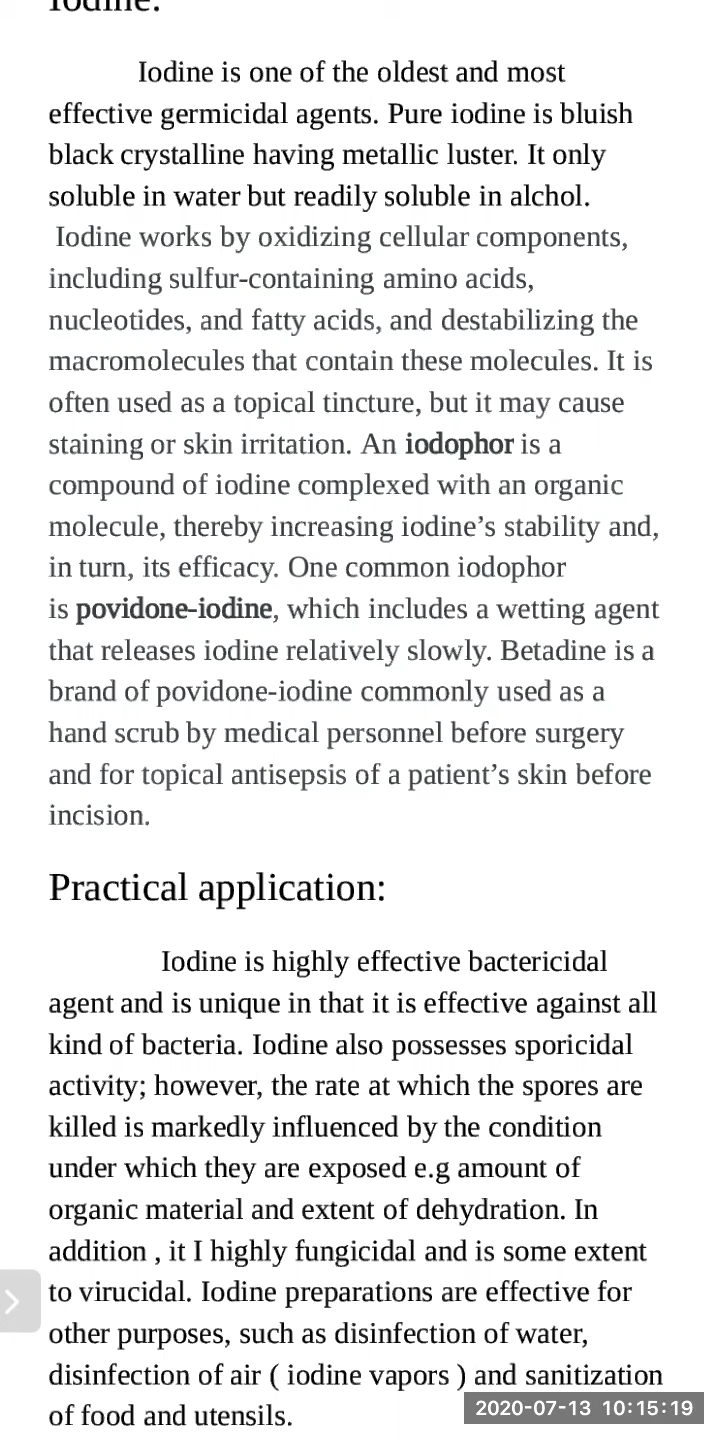 Iodine:
Iodine is one of the oldest and most
effective germicidal agents. Pure iodine is bluish
black crystalline having metallic luster. It only
soluble in water but readily soluble in alchol.
Iodine works by oxidizing cellular components,
including sulfur-containing amino acids,
nucleotides, and fatty acids, and destabilizing the
macromolecules that contain these molecules. It is
often used as a topical tincture, but it may cause
staining or skin irritation. An iodophor is a
compound of iodine complexed with an organic
molecule, thereby increasing iodine’s stability and,
in turn, its efficacy. One common iodophor
is povidone-iodine, which includes a wetting agent
that releases iodine relatively slowly. Betadine is a
brand of povidone-iodine commonly used as a
hand scrub by medical personnel before surgery
and for topical antisepsis of a patient’s skin before
incision.
Practical application:
Iodine is highly effective bactericidal
agent and is unique in that it is effective against all
kind of bacteria. Iodine also possesses sporicidal
activity; however, the rate at which the spores are
killed is markedly influenced by the condition
under which they are exposed e.g amount of
organic material and extent of dehydration. In
addition , it I highly fungicidal and is some extent
to virucidal. Iodine preparations are effective for
other purposes, such as disinfection of water,
disinfection of air ( iodine vapors ) and sanitization
of food and utensils.
2020-07-13 10:15:19